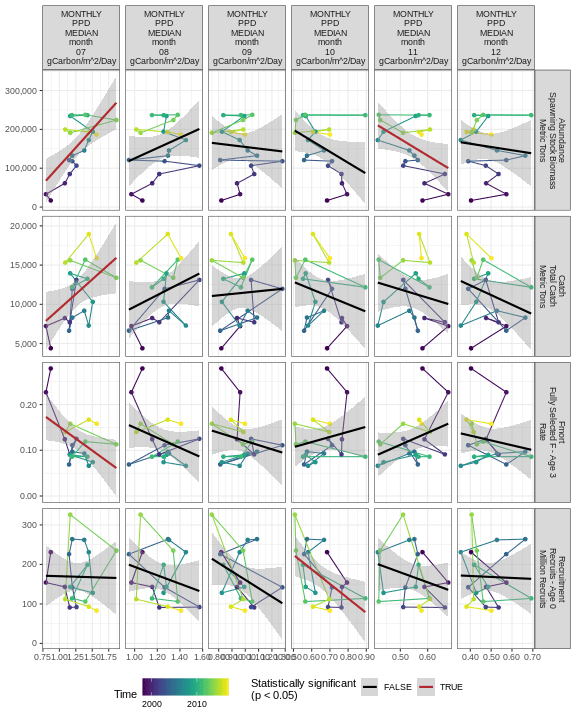 MONTHLY MONTHLY MONTHLY MONTHLY MONTHLY MONTHLY
PPD PPD PPD PPD PPD PPD
MEDIAN MEDIAN MEDIAN MEDIAN MEDIAN MEDIAN
month month month month month month
07 08 09 10 11 12
gCarbon/m^2/Day gCarbon/m^2/Day gCarbon/m^2/Day gCarbon/m^2/Day gCarbon/m^2/Day gCarbon/m^2/Day
300,000
200,000
100,000
0
Abundance
Spawning Stock Biomass
Metric Tons
20,000
15,000
10,000
5,000
Catch
Total Catch
Metric Tons
0.20
0.10
0.00
Fmort
Fully Selected F - Age 3
Rate
300
200
100
0
Recruitment
Recruits - Age 0
Million Recruits
0.75 1.00 1.25 1.50 1.75
1.00 1.20 1.40 1.60
0.50 0.60 0.70 0.80 0.90
0.50 0.60
0.40 0.50 0.60 0.70
Time
2000 2010
Statistically significant
(p < 0.05)
FALSE TRUE